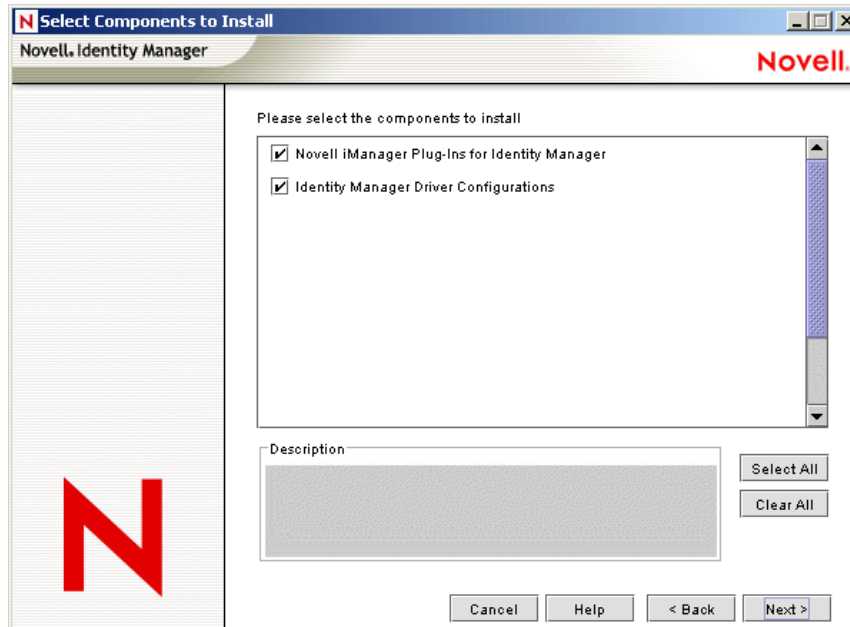 N Select Components to Install
Novell. Identity Manager
Novell.
Please select the components to install
Novell iManager Plug-Ins for Identity Manager
Identity Manager Driver Configurations
Description
Select All
Clear All
N
Cancel Help < Back Next >